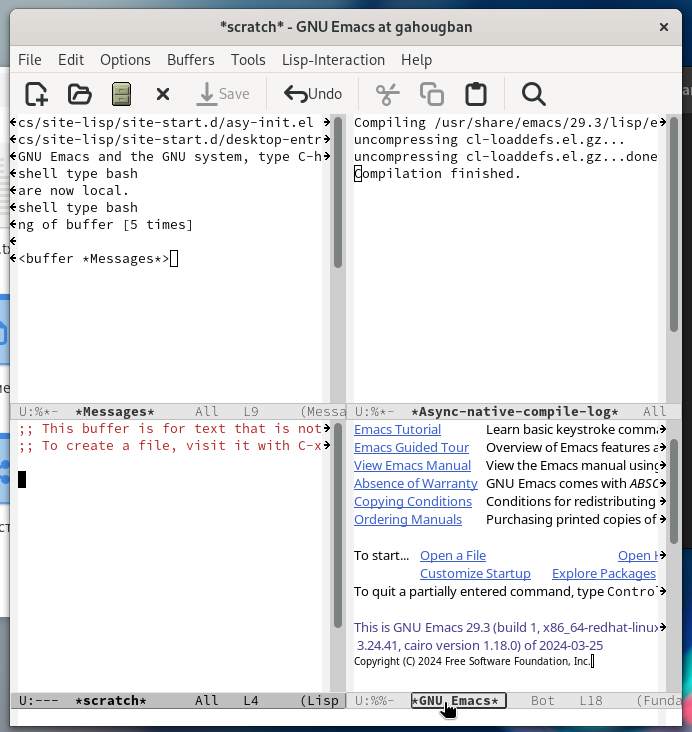 *scratch* - GNU Emacs at gahougban
File Edit Options Buffers Tools Lisp-Interaction Help
Save Undo
cs/site-lisp/site-start.d/asy-init.el
cs/site-lisp/site-start.d/desktop-entr
GNU Emacs and the GNU system, type C-h
shell type bash
are now local.
shell type bash
ng of buffer [5 times]
<buffer *Messages*>
U:%*- *Messages* All L9 (Messa
Compiling /usr/share/emacs/29.3/lisp/e
uncompressing cl-loaddefs.el.gz...
uncompressing cl-loaddefs.el.gz...done
Compilation finished.
U:%*- *Async-native-compile-log* All
;; This buffer is for text that is not
;; To create a file, visit it with C-x
U:--- *scratch* All L4 (Lisp
Emacs Tutorial Learn basic keystroke comma
Emacs Guided Tour Overview of Emacs features a
View Emacs Manual View the Emacs manual using
Absence of Warranty GNU Emacs comes with ABSO
Copying Conditions Conditions for redistributing
Ordering Manuals Purchasing printed copies of
To start... Open a File Open H
Customize Startup Explore Packages
To quit a partially entered command, type Control
This is GNU Emacs 29.3 (build 1, x86_64-redhat-linux
3.24.41, cairo version 1.18.0) of 2024-03-25
Copyright (C) 2024 Free Software Foundation, Inc.
U:%%- *GNU Emacs* Bot L18 (Funda